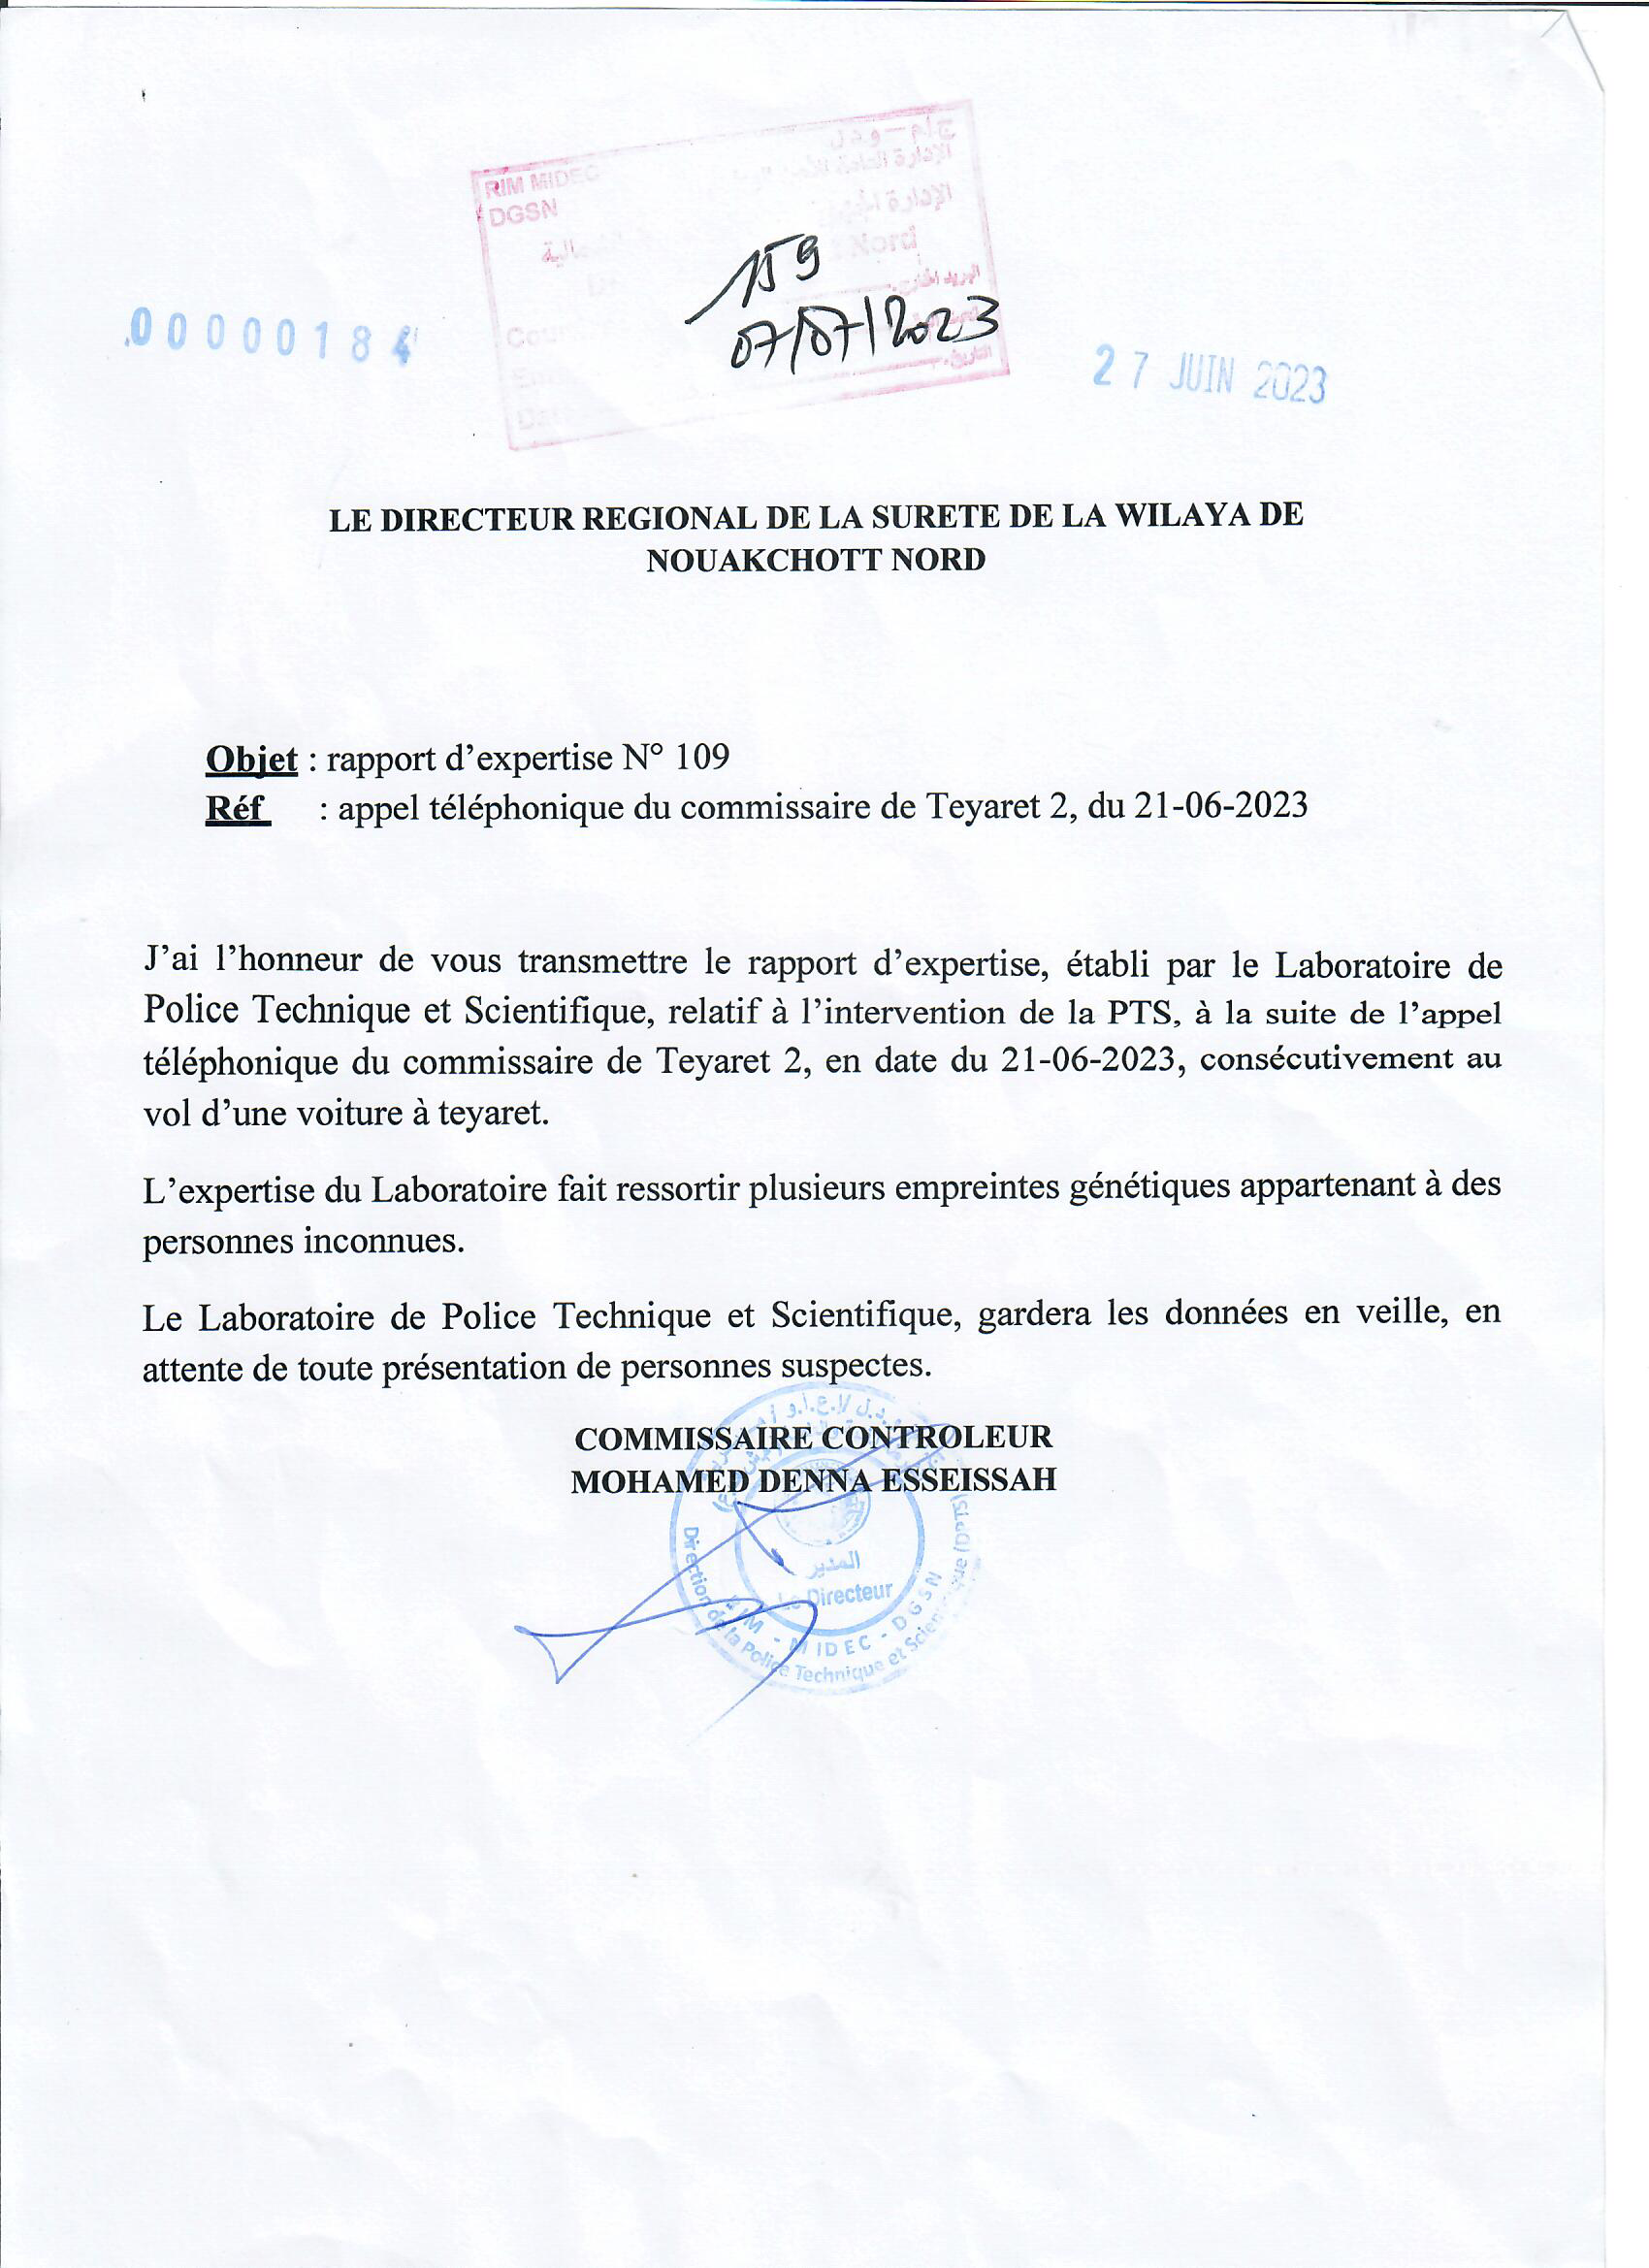 RIM MIDEC
DGSN
Nord
159
07/07/2023
00000184
27 JUIN 2023
LE DIRECTEUR REGIONAL DE LA SURETE DE LA WILAYA DE
NOUAKCHOTT NORD
Objet : rapport d’expertise N° 109
Réf : appel téléphonique du commissaire de Teyaret 2, du 21-06-2023
J’ai l’honneur de vous transmettre le rapport d’expertise, établi par le Laboratoire de
Police Technique et Scientifique, relatif à l’intervention de la PTS, à la suite de l’appel
téléphonique du commissaire de Teyaret 2, en date du 21-06-2023, consécutivement au
vol d’une voiture à teyaret.
L’expertise du Laboratoire fait ressortir plusieurs empreintes génétiques appartenant à des
personnes inconnues.
Le Laboratoire de Police Technique et Scientifique, gardera les données en veille, en
attente de toute présentation de personnes suspectes.
COMMISSAIRE CONTROLEUR
MOHAMED DENNA ESSEISSAH
المدير
Le Directeur
RIM - MIDEC - DGSN
Direction de la Police Technique et Scientifique